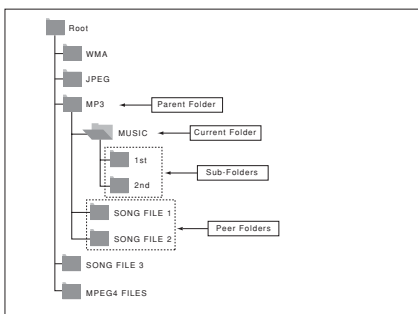 Root
WMA
JPEG
MP3
Parent Folder
MUSIC
Current Folder
1st
Sub-Folders
2nd
SONG FILE 1
SONG FILE 2
Peer Folders
SONG FILE 3
MPEG4 FILES